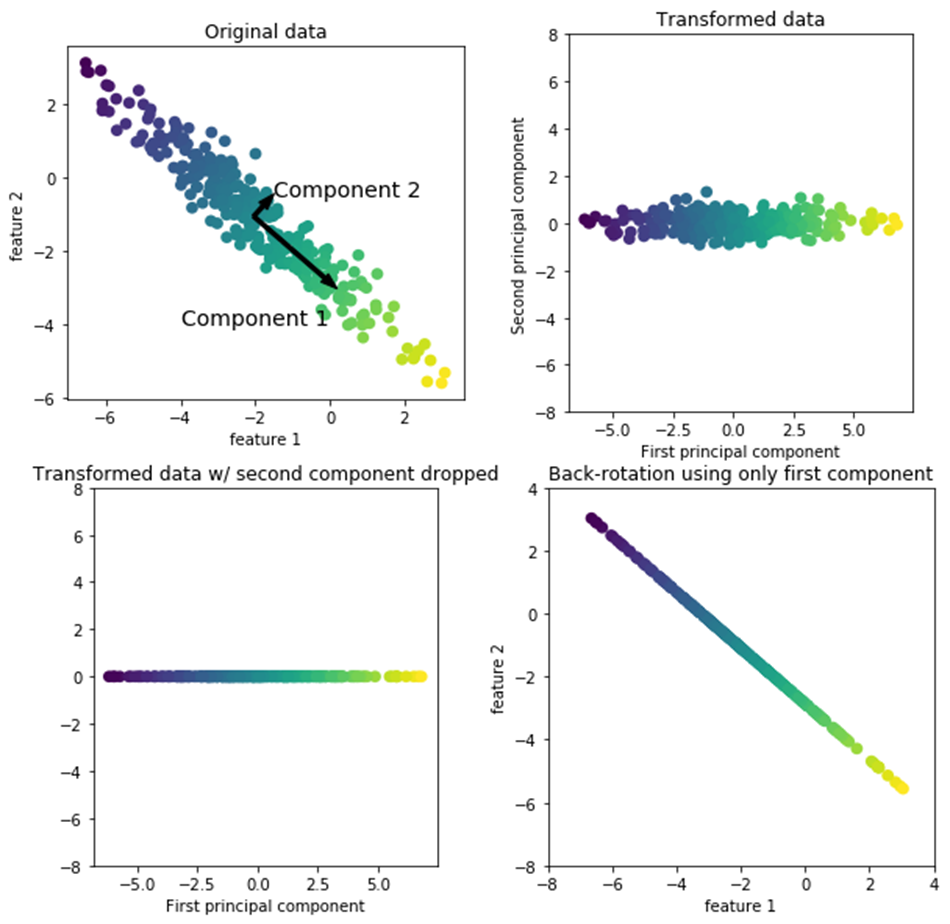 Original data
Component 2
Component 1
feature 2
2
0
−2
−4
−6
−6 −4 −2 0 2
feature 1
Transformed data
Second principal component
8
6
4
2
0
−2
−4
−6
−8
−5.0 −2.5 0.0 2.5 5.0
First principal component
Transformed data w/ second component dropped
8
6
4
2
0
−2
−4
−6
−8
−5.0 −2.5 0.0 2.5 5.0
First principal component
Back-rotation using only first component
feature 2
4
2
0
−2
−4
−6
−8
−8 −6 −4 −2 0 2 4
feature 1